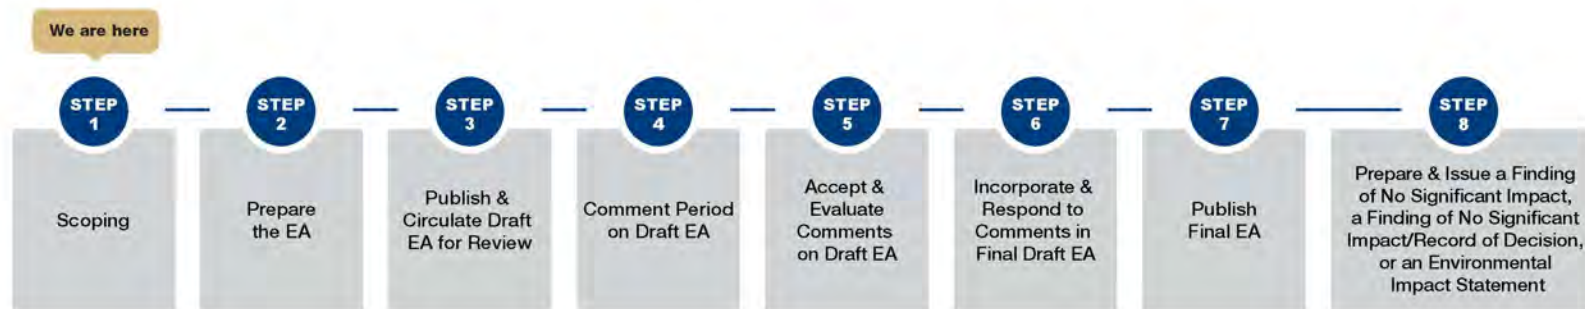 We are here
STEP
1
Scoping
STEP
2
Prepare
the EA
STEP
3
Publish &
Circulate Draft
EA for Review
STEP
4
Comment Period
on Draft EA
STEP
5
Accept &
Evaluate
Comments
on Draft EA
STEP
6
Incorporate &
Respond to
Comments in
Final Draft EA
STEP
7
Publish
Final EA
STEP
8
Prepare & Issue a Finding
of No Significant Impact,
a Finding of No Significant
Impact/Record of Decision,
or an Environmental
Impact Statement